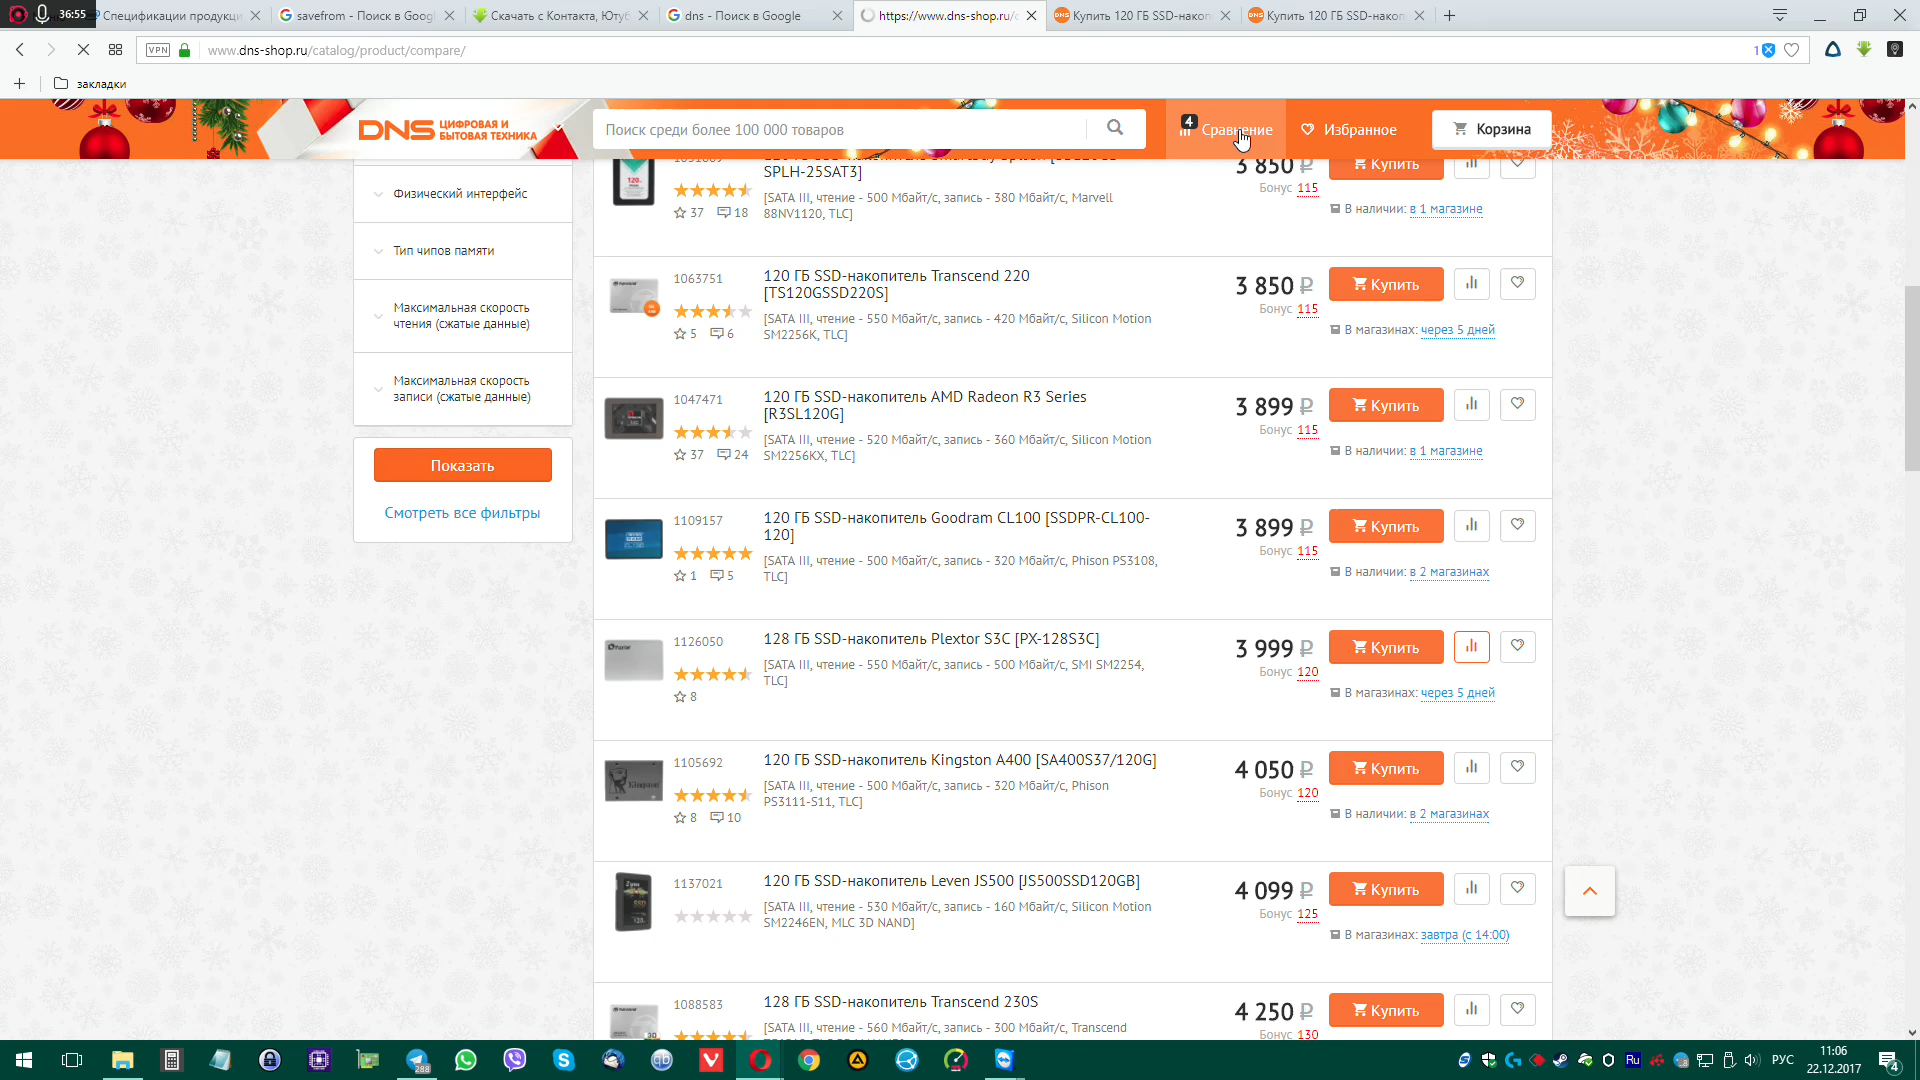 36:55
Спецификации продукци
savefrom - Поиск в Goog
Скачать с Контакта, Ютуб
dns - Поиск в Google
https://www.dns-shop.ru/c
Купить 120 ГБ SSD-накоп
Купить 120 ГБ SSD-накоп
VPN
www.dns-shop.ru/catalog/product/compare/
1
закладки
DNS ЦИФРОВАЯ И
БЫТОВАЯ ТЕХНИКА
Поиск среди более 100 000 товаров
4
Сравнение
Избранное
Корзина
Физический интерфейс
Тип чипов памяти
Максимальная скорость
чтения (сжатые данные)
Максимальная скорость
записи (сжатые данные)
Показать
Смотреть все фильтры
SPLH-25SAT3]
[SATA III, чтение - 500 Мбайт/с, запись - 380 Мбайт/с, Marvell
88NV1120, TLC]
37 18
3 850 ₽
Бонус 115
Купить
В наличии: в 1 магазине
1063751
120 ГБ SSD-накопитель Transcend 220
[TS120GSSD220S]
[SATA III, чтение - 550 Мбайт/с, запись - 420 Мбайт/с, Silicon Motion
SM2256K, TLC]
5 6
3 850 ₽
Бонус 115
Купить
В магазинах: через 5 дней
1047471
120 ГБ SSD-накопитель AMD Radeon R3 Series
[R3SL120G]
[SATA III, чтение - 520 Мбайт/с, запись - 360 Мбайт/с, Silicon Motion
SM2256KX, TLC]
37 24
3 899 ₽
Бонус 115
Купить
В наличии: в 1 магазине
1109157
120 ГБ SSD-накопитель Goodram CL100 [SSDPR-CL100-
120]
[SATA III, чтение - 500 Мбайт/с, запись - 320 Мбайт/с, Phison PS3108,
TLC]
1 5
3 899 ₽
Бонус 115
Купить
В наличии: в 2 магазинах
1126050
128 ГБ SSD-накопитель Plextor S3C [PX-128S3C]
[SATA III, чтение - 550 Мбайт/с, запись - 500 Мбайт/с, SMI SM2254,
TLC]
8
3 999 ₽
Бонус 120
Купить
В магазинах: через 5 дней
1105692
120 ГБ SSD-накопитель Kingston A400 [SA400S37/120G]
[SATA III, чтение - 500 Мбайт/с, запись - 320 Мбайт/с, Phison
PS3111-S11, TLC]
8 10
4 050 ₽
Бонус 120
Купить
В наличии: в 2 магазинах
1137021
120 ГБ SSD-накопитель Leven JS500 [JS500SSD120GB]
[SATA III, чтение - 530 Мбайт/с, запись - 160 Мбайт/с, Silicon Motion
SM2246EN, MLC 3D NAND]
4 099 ₽
Бонус 125
Купить
В магазинах: завтра (с 14:00)
1088583
128 ГБ SSD-накопитель Transcend 230S
[SATA III, чтение - 560 Мбайт/с, запись - 300 Мбайт/с, Transcend
4 250 ₽
Бонус 130
Купить
288
Ru
РУС
11:06
22.12.2017
4